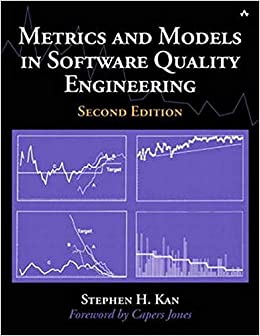 METRICS AND MODELS
IN SOFTWARE QUALITY
ENGINEERING
SECOND EDITION
Target
A
B
C
A
Target
B
C
A
STEPHEN H. KAN
Foreword by Capers Jones